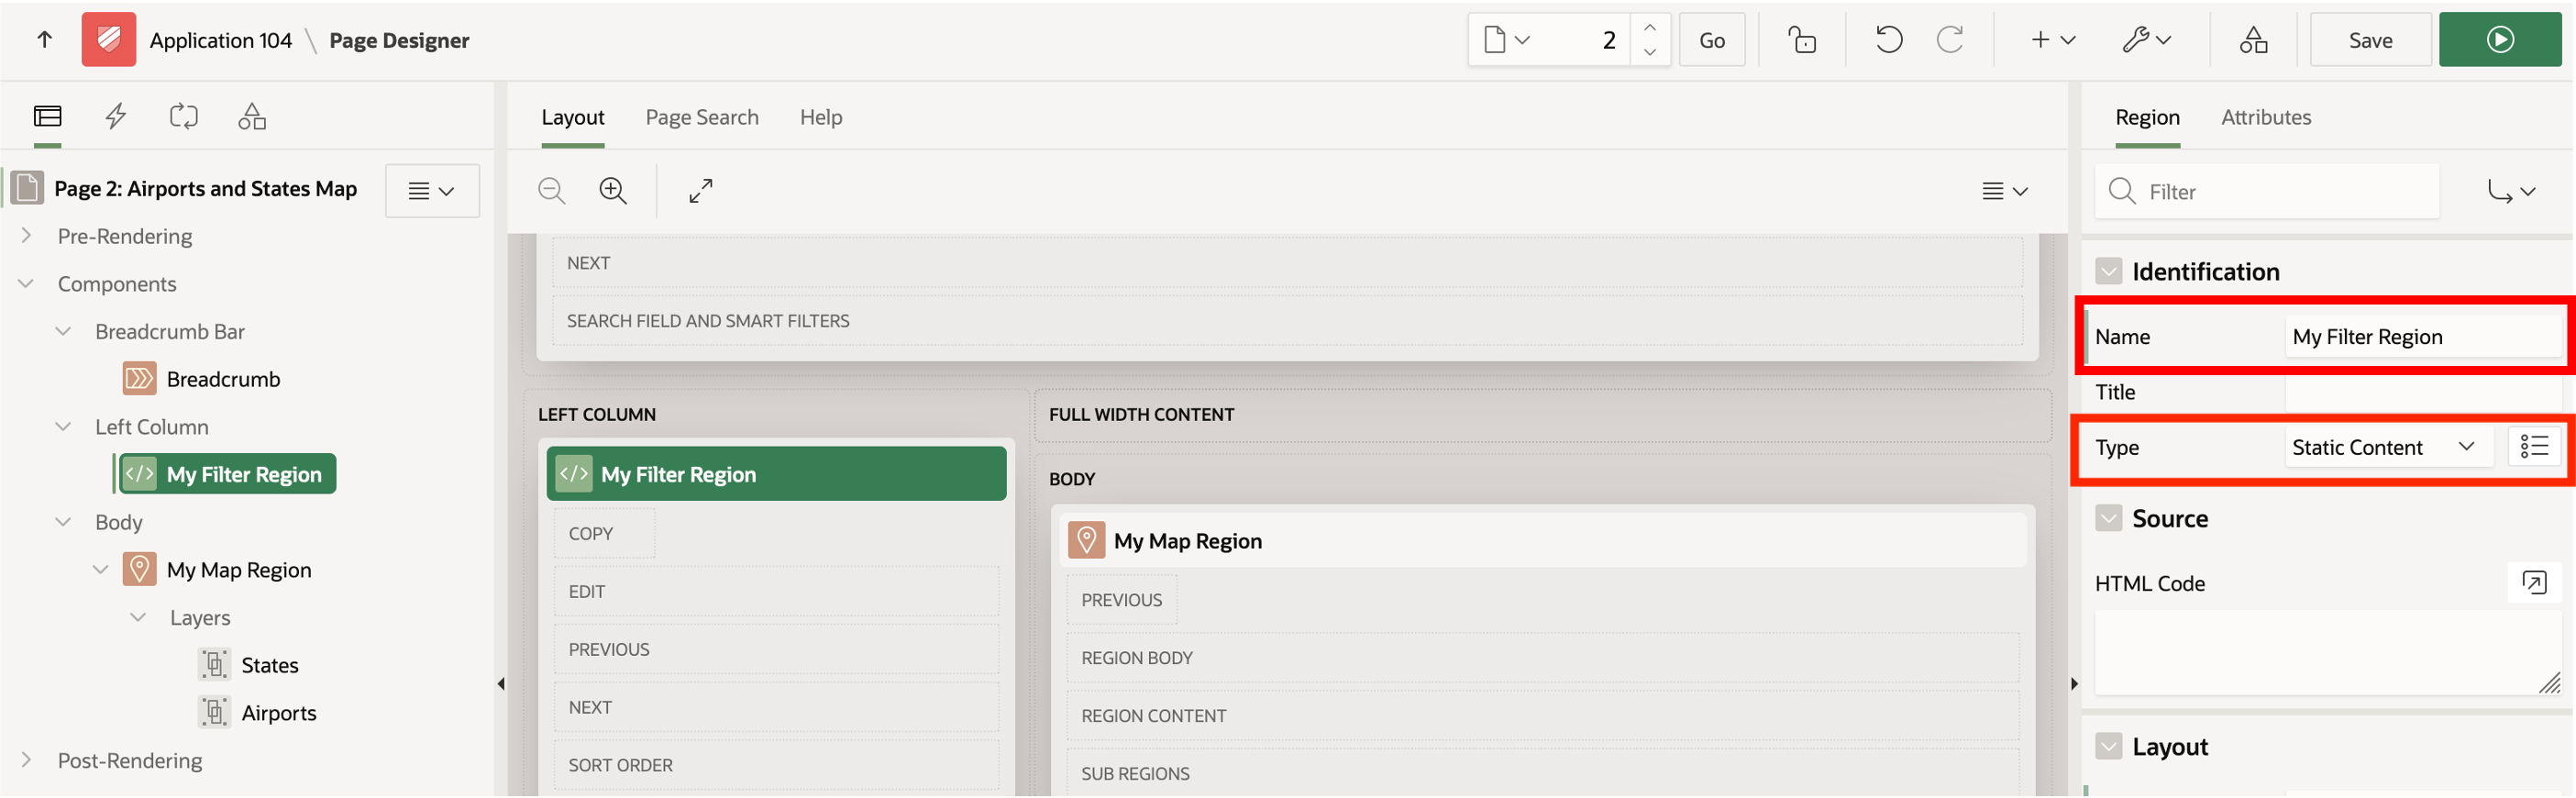 Application 104 \ Page Designer
2
Go
Save
Layout
Page Search
Help
Region
Attributes
Page 2: Airports and States Map
Pre-Rendering
Components
Breadcrumb Bar
Breadcrumb
Left Column
</> My Filter Region
Body
My Map Region
Layers
States
Airports
Post-Rendering
NEXT
SEARCH FIELD AND SMART FILTERS
LEFT COLUMN
</> My Filter Region
COPY
EDIT
PREVIOUS
NEXT
SORT ORDER
FULL WIDTH CONTENT
BODY
My Map Region
PREVIOUS
REGION BODY
REGION CONTENT
SUB REGIONS
Filter
Identification
Name My Filter Region
Title
Type Static Content
Source
HTML Code
Layout